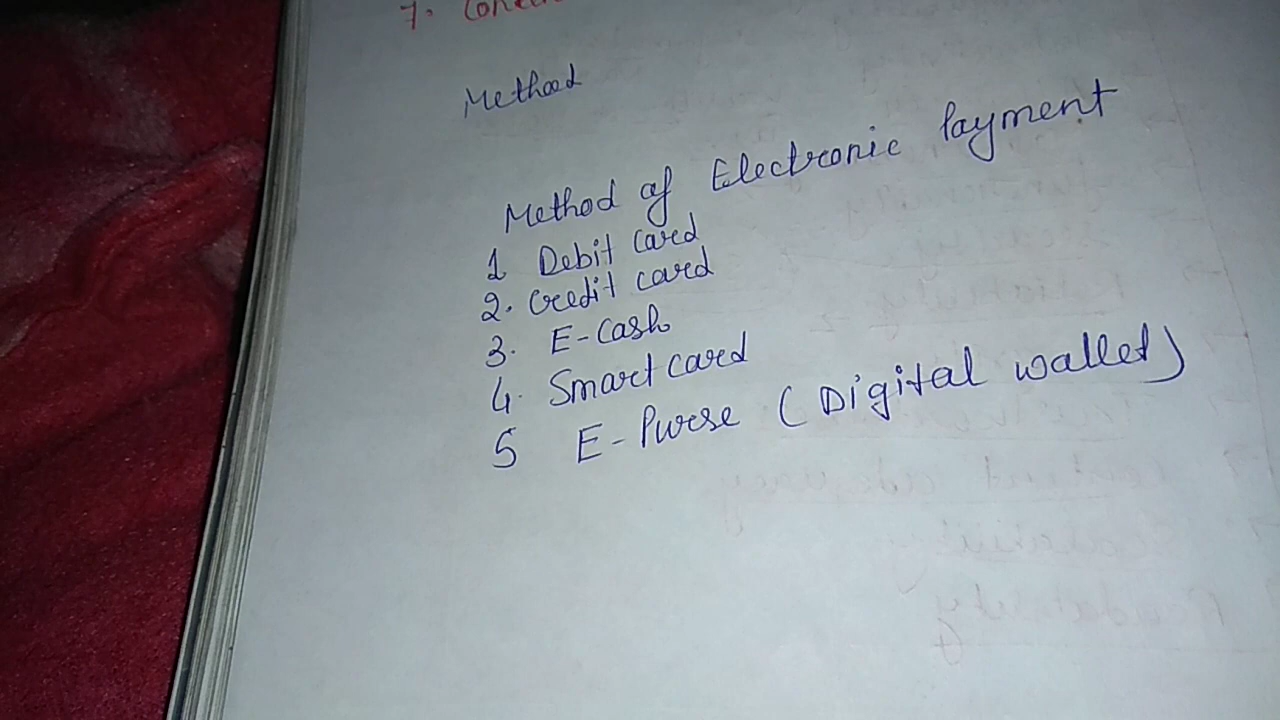 7.
Method
Method of Electronic Payment
1 Debit card
2. Credit card
3. E-Cash
4. Smart card
5 E-Purse (Digital wallet)